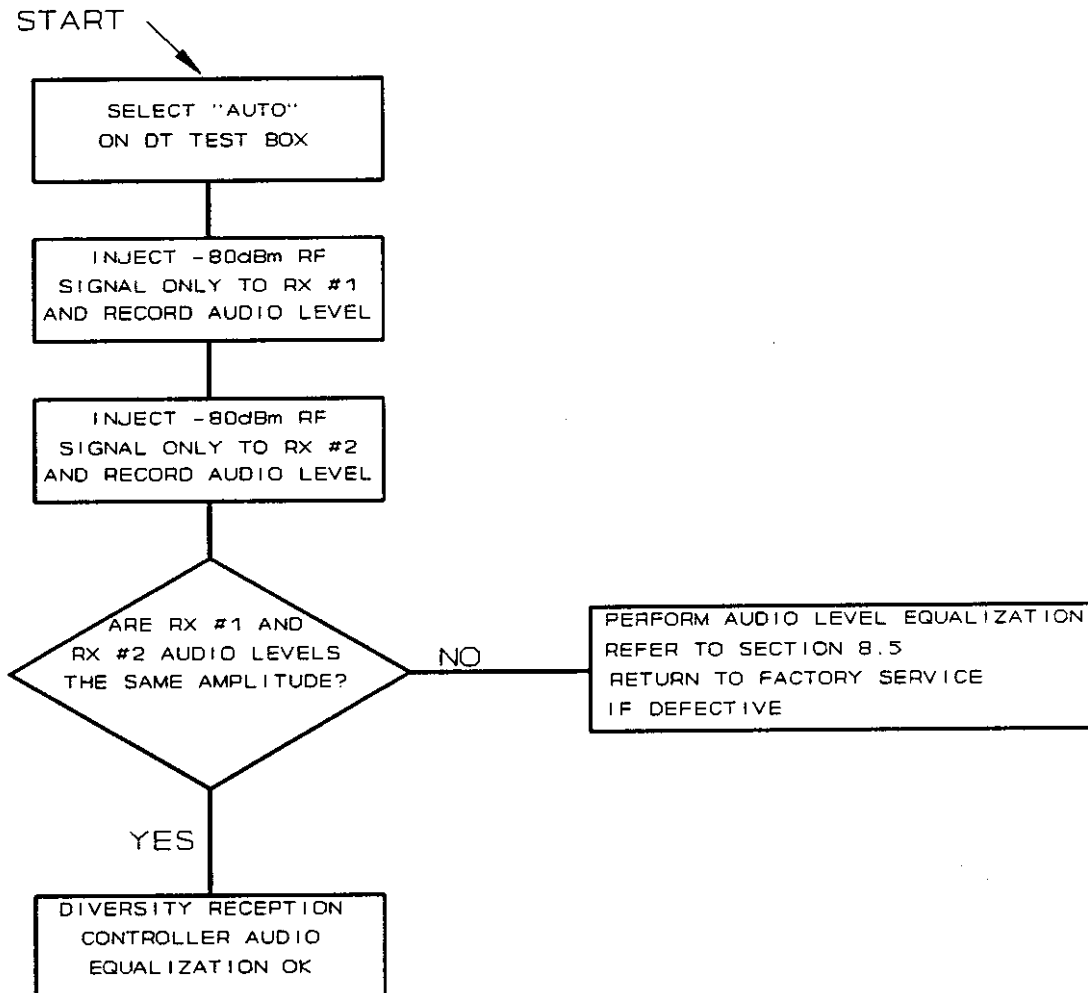 START
SELECT "AUTO"
ON DT TEST BOX
INJECT -80dBm RF
SIGNAL ONLY TO RX #1
AND RECORD AUDIO LEVEL
INJECT -80dBm RF
SIGNAL ONLY TO RX #2
AND RECORD AUDIO LEVEL
ARE RX #1 AND
RX #2 AUDIO LEVELS
THE SAME AMPLITUDE?
NO
PERFORM AUDIO LEVEL EQUALIZATION
REFER TO SECTION 8.5
RETURN TO FACTORY SERVICE
IF DEFECTIVE
YES
DIVERSITY RECEPTION
CONTROLLER AUDIO
EQUALIZATION OK